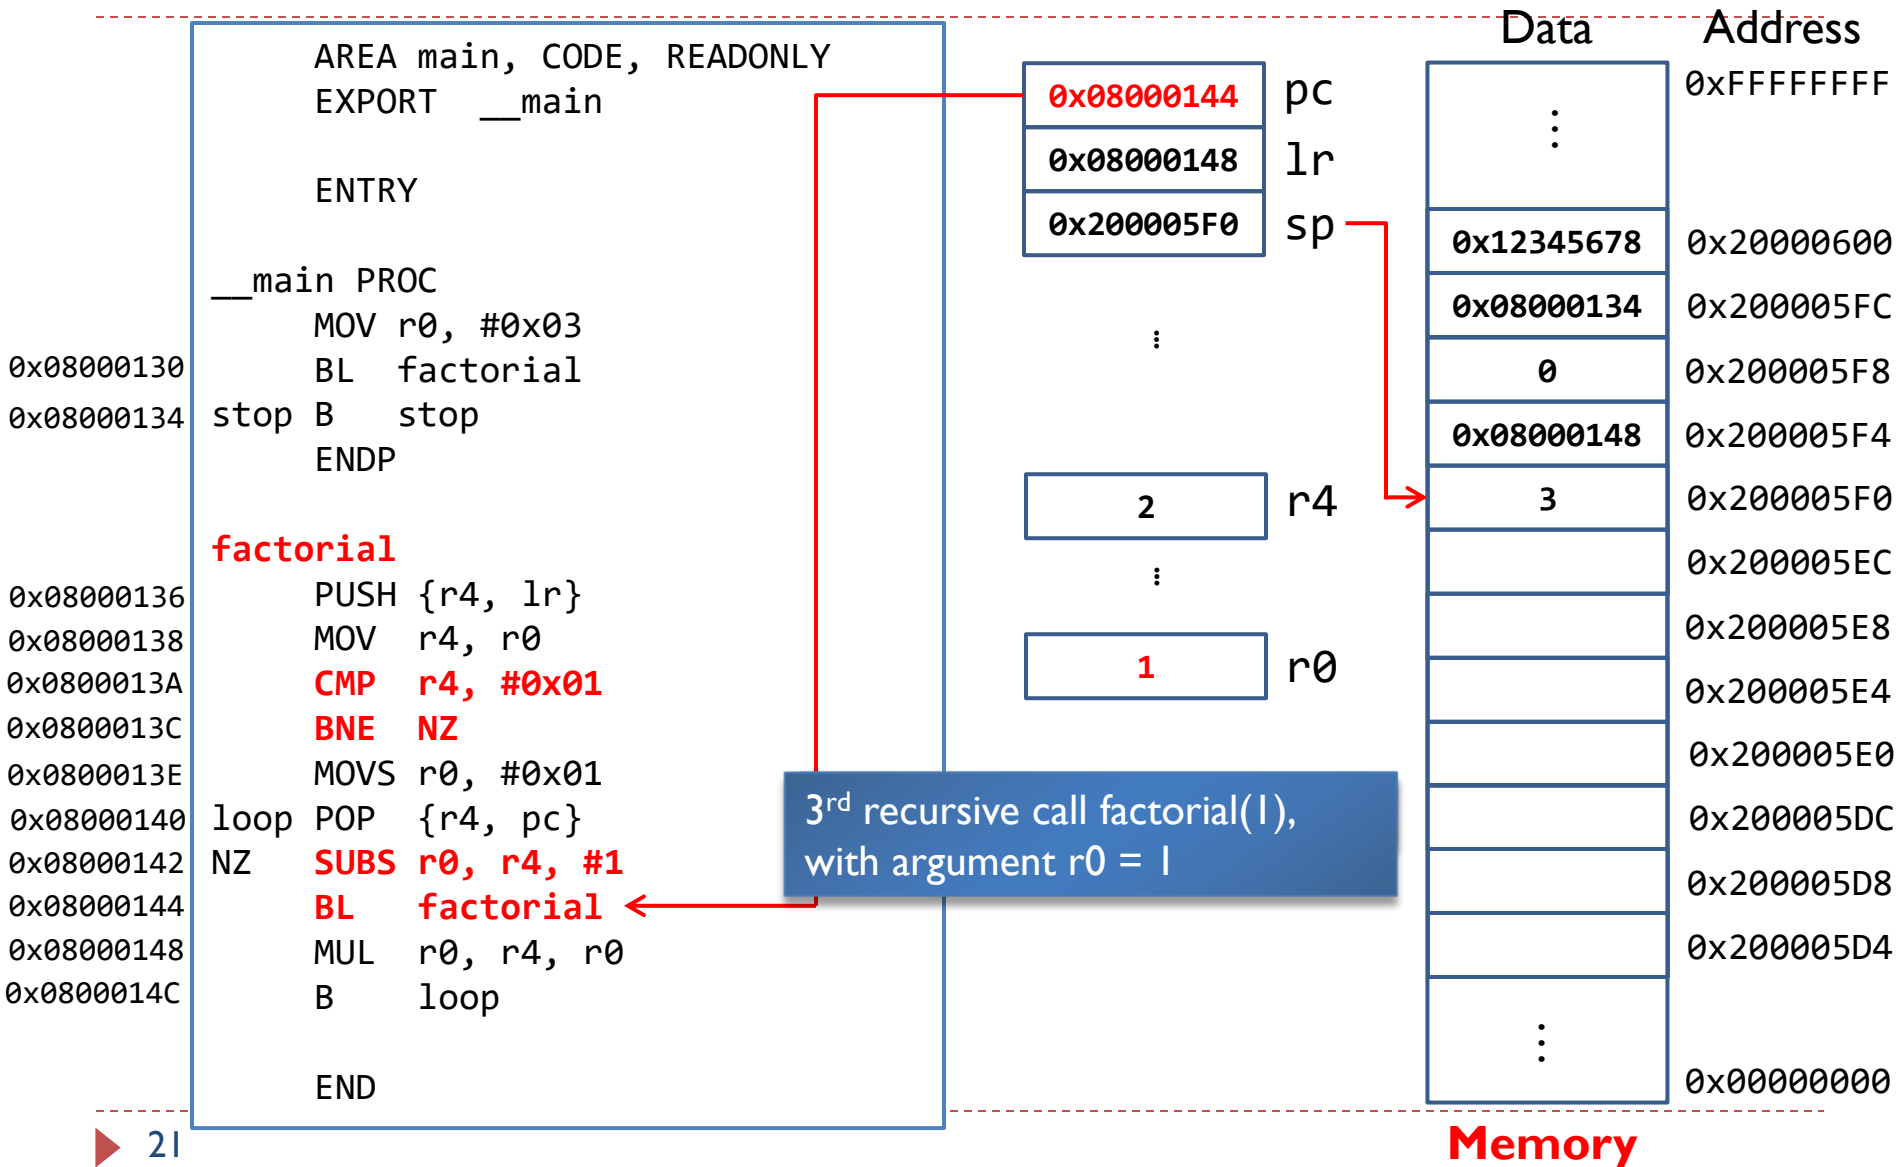 Data Address
AREA main, CODE, READONLY
EXPORT __main
ENTRY
__main PROC
MOV r0, #0x03
0x08000130 BL factorial
0x08000134 stop B stop
ENDP
factorial
0x08000136 PUSH {r4, lr}
0x08000138 MOV r4, r0
0x0800013A CMP r4, #0x01
0x0800013C BNE NZ
0x0800013E MOVS r0, #0x01
0x08000140 loop POP {r4, pc}
0x08000142 NZ SUBS r0, r4, #1
0x08000144 BL factorial
0x08000148 MUL r0, r4, r0
0x0800014C B loop
END
0x08000144 pc
0x08000148 lr
0x200005F0 sp
⋮
2 r4
⋮
1 r0
3rd recursive call factorial(1),
with argument r0 = 1
0xFFFFFFFF
⋮
0x12345678 0x20000600
0x08000134 0x200005FC
0 0x200005F8
0x08000148 0x200005F4
3 0x200005F0
0x200005EC
0x200005E8
0x200005E4
0x200005E0
0x200005DC
0x200005D8
0x200005D4
⋮
0x00000000
Memory
21